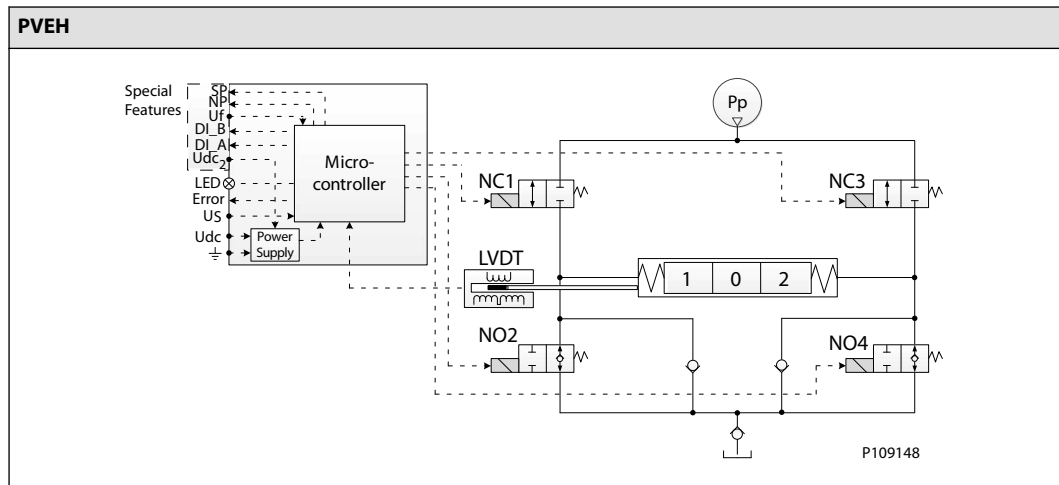 PVEH
Special
Features
SP
NP
Uf
DI_B
DI_A
Udc2
LED
Error
US
Udc
Micro-
controller
Power
Supply
Pp
NC1
NC3
LVDT
1 0 2
NO2
NO4
P109148